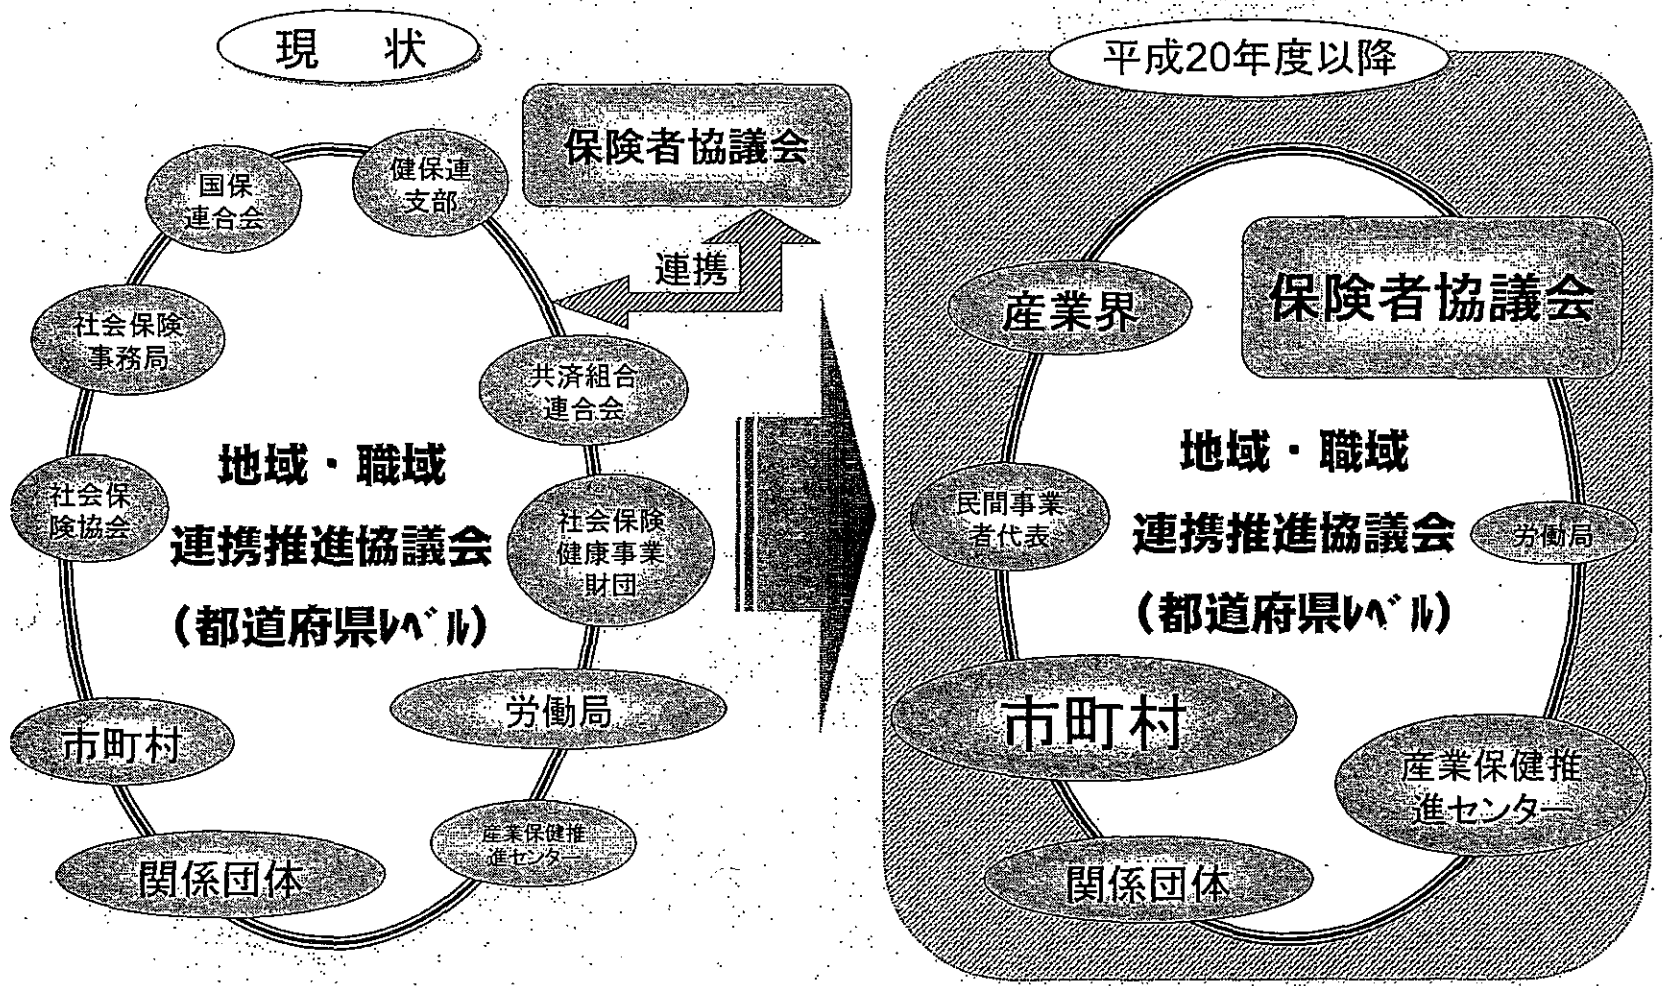 現　状
保険者協議会
国保
連合会
健保連
支部
連携
社会保険
事務局
共済組合
連合会
地域・職域
連携推進協議会
（都道府県ﾚﾍﾞﾙ）
社会保
険協会
社会保険
健康事業
財団
市町村
労働局
関係団体
産業保健推
進センター
平成20年度以降
保険者協議会
産業界
地域・職域
連携推進協議会
（都道府県ﾚﾍﾞﾙ）
民間事業
者代表
労働局
市町村
産業保健推
進センター
関係団体